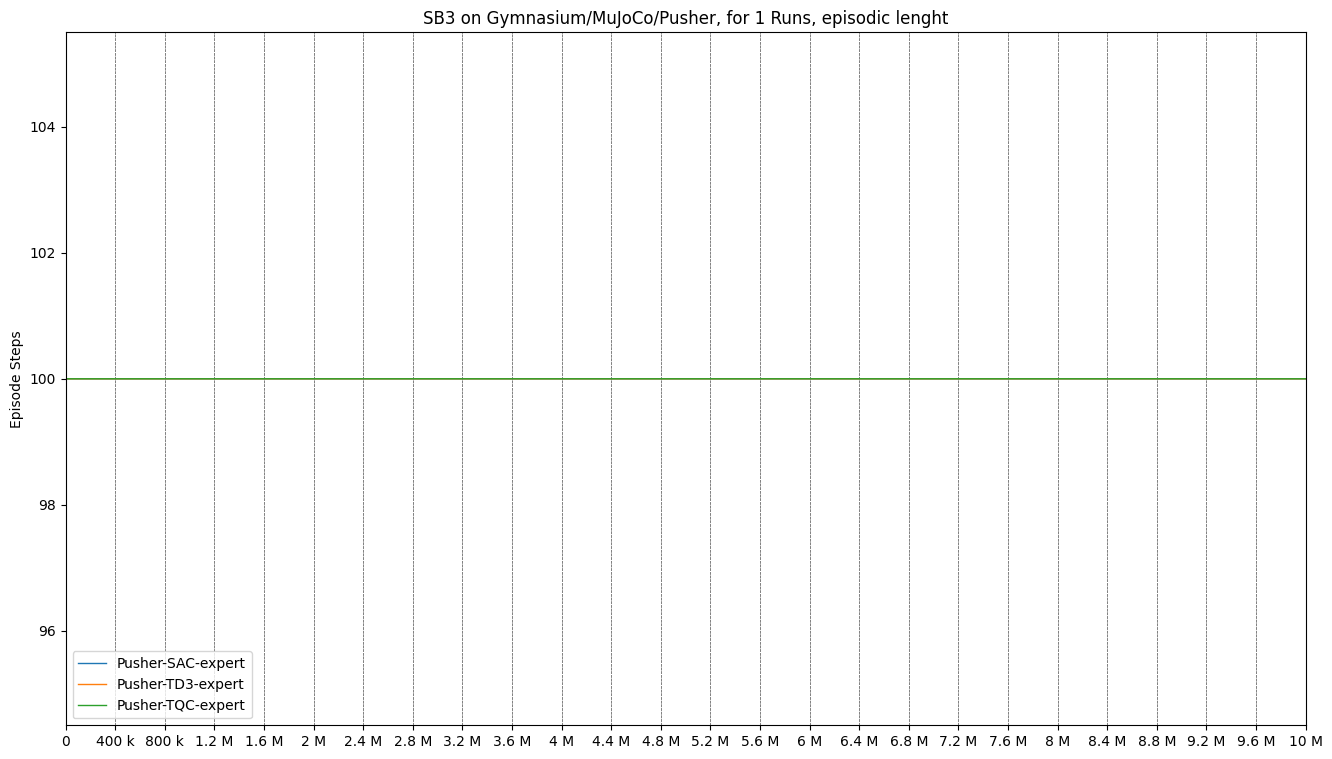 SB3 on Gymnasium/MuJoCo/Pusher, for 1 Runs, episodic lenght
Episode Steps
104
102
100
98
96
Pusher-SAC-expert
Pusher-TD3-expert
Pusher-TQC-expert
0 400 k 800 k 1.2 M 1.6 M 2 M 2.4 M 2.8 M 3.2 M 3.6 M 4 M 4.4 M 4.8 M 5.2 M 5.6 M 6 M 6.4 M 6.8 M 7.2 M 7.6 M 8 M 8.4 M 8.8 M 9.2 M 9.6 M 10 M